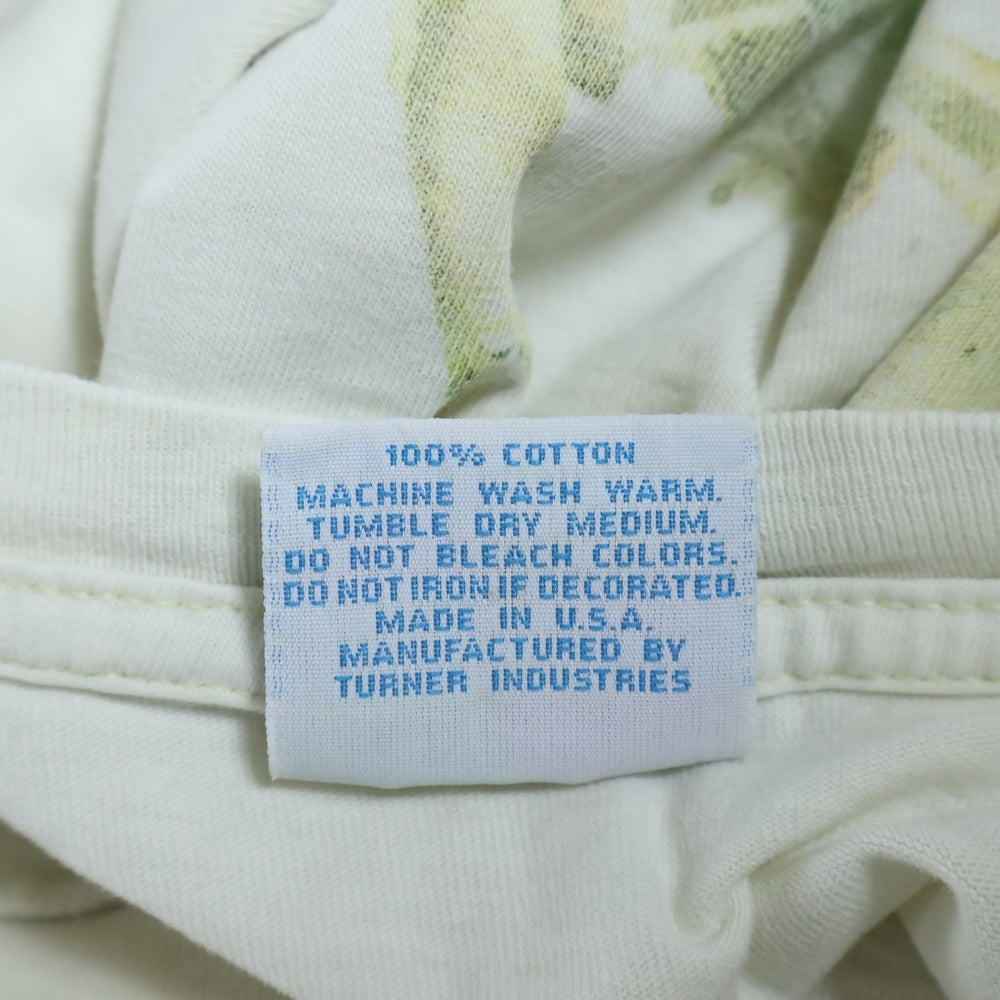 100% COTTON
MACHINE WASH WARM.
TUMBLE DRY MEDIUM.
DO NOT BLEACH COLORS.
DO NOT IRON IF DECORATED.
MADE IN U.S.A.
MANUFACTURED BY
TURNER INDUSTRIES